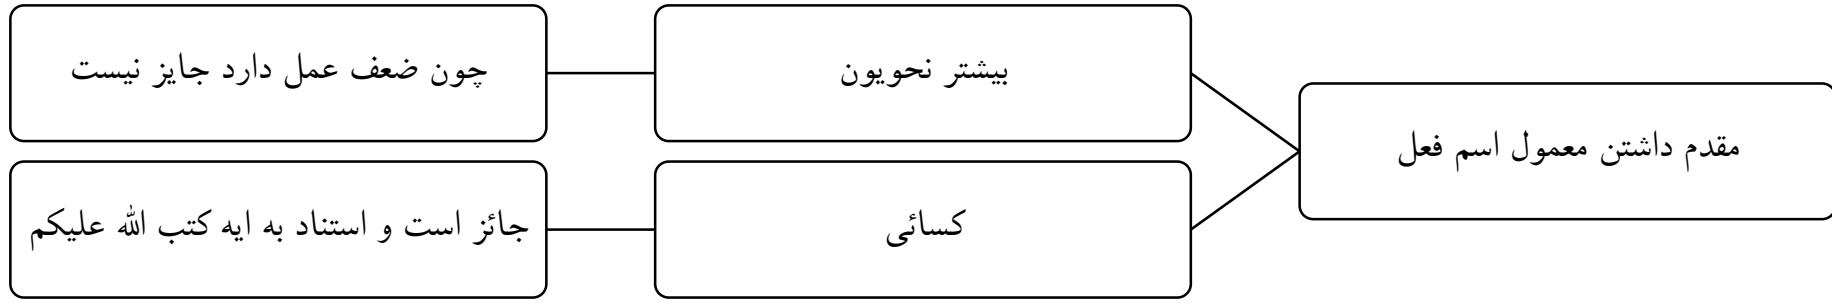 مقدم داشتن معمول اسم فعل
بیشتر نحویون
چون ضعف عمل دارد جایز نیست
کسائی
جائز است و استناد به ایه کتب الله علیکم